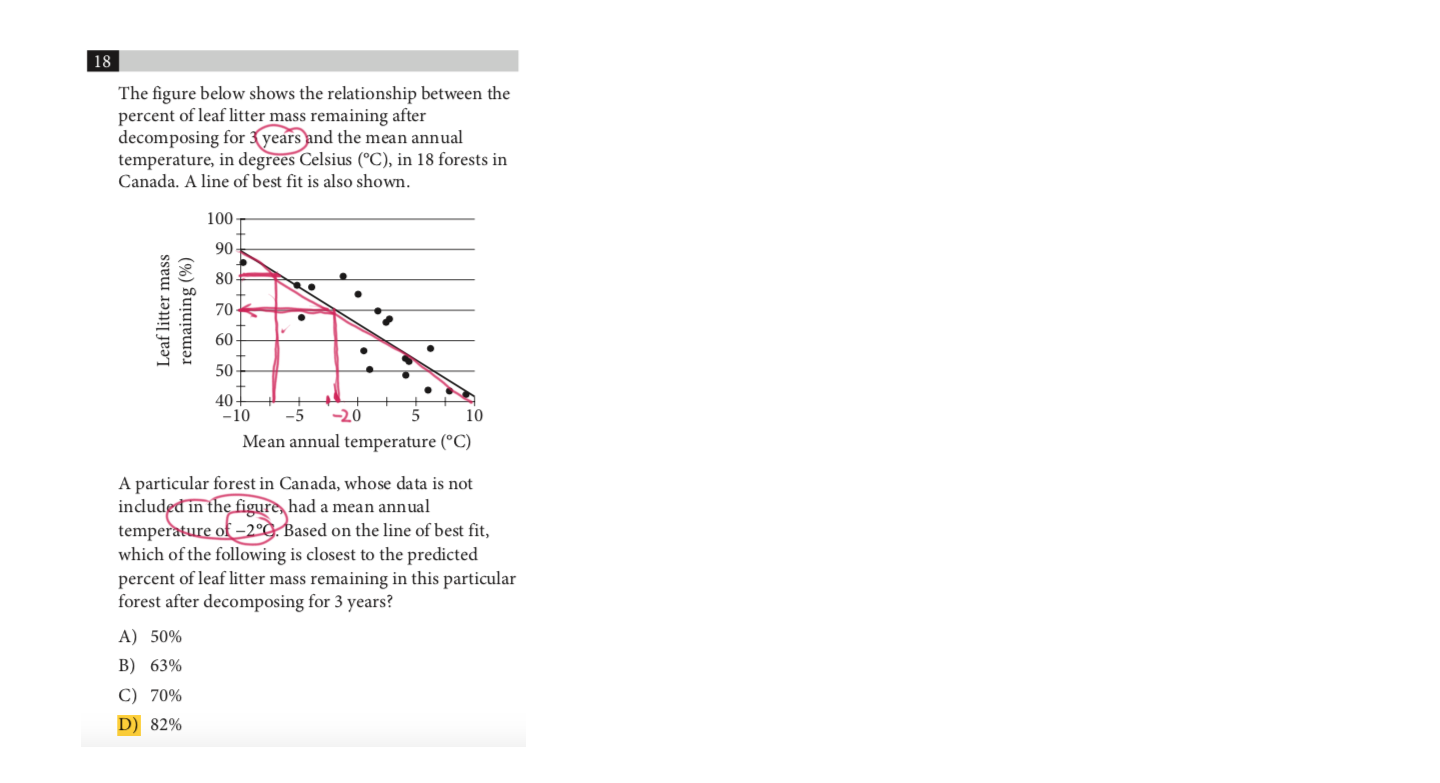 18
The figure below shows the relationship between the
percent of leaf litter mass remaining after
decomposing for 3 years and the mean annual
temperature, in degrees Celsius (°C), in 18 forests in
Canada. A line of best fit is also shown.
Leaf litter mass
remaining (%)
100
90
80
70
60
50
40
−10 −5 −2 0 5 10
Mean annual temperature (°C)
A particular forest in Canada, whose data is not
included in the figure, had a mean annual
temperature of −2°C. Based on the line of best fit,
which of the following is closest to the predicted
percent of leaf litter mass remaining in this particular
forest after decomposing for 3 years?
A) 50%
B) 63%
C) 70%
D) 82%